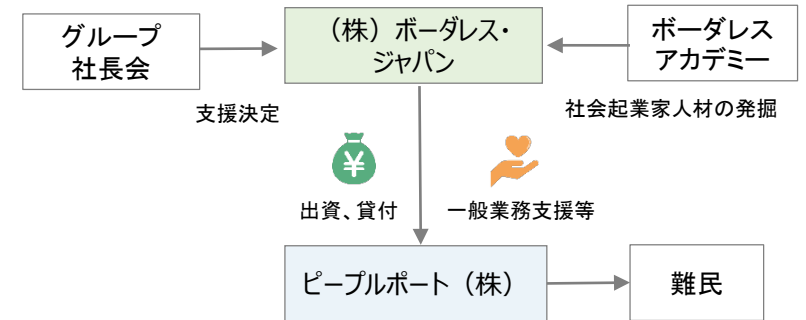 グループ
社長会
（株）ボーダレス・
ジャパン
ボーダレス
アカデミー
支援決定
社会起業家人材の発掘
¥
出資、貸付
一般業務支援等
ピープルポート（株）
難民